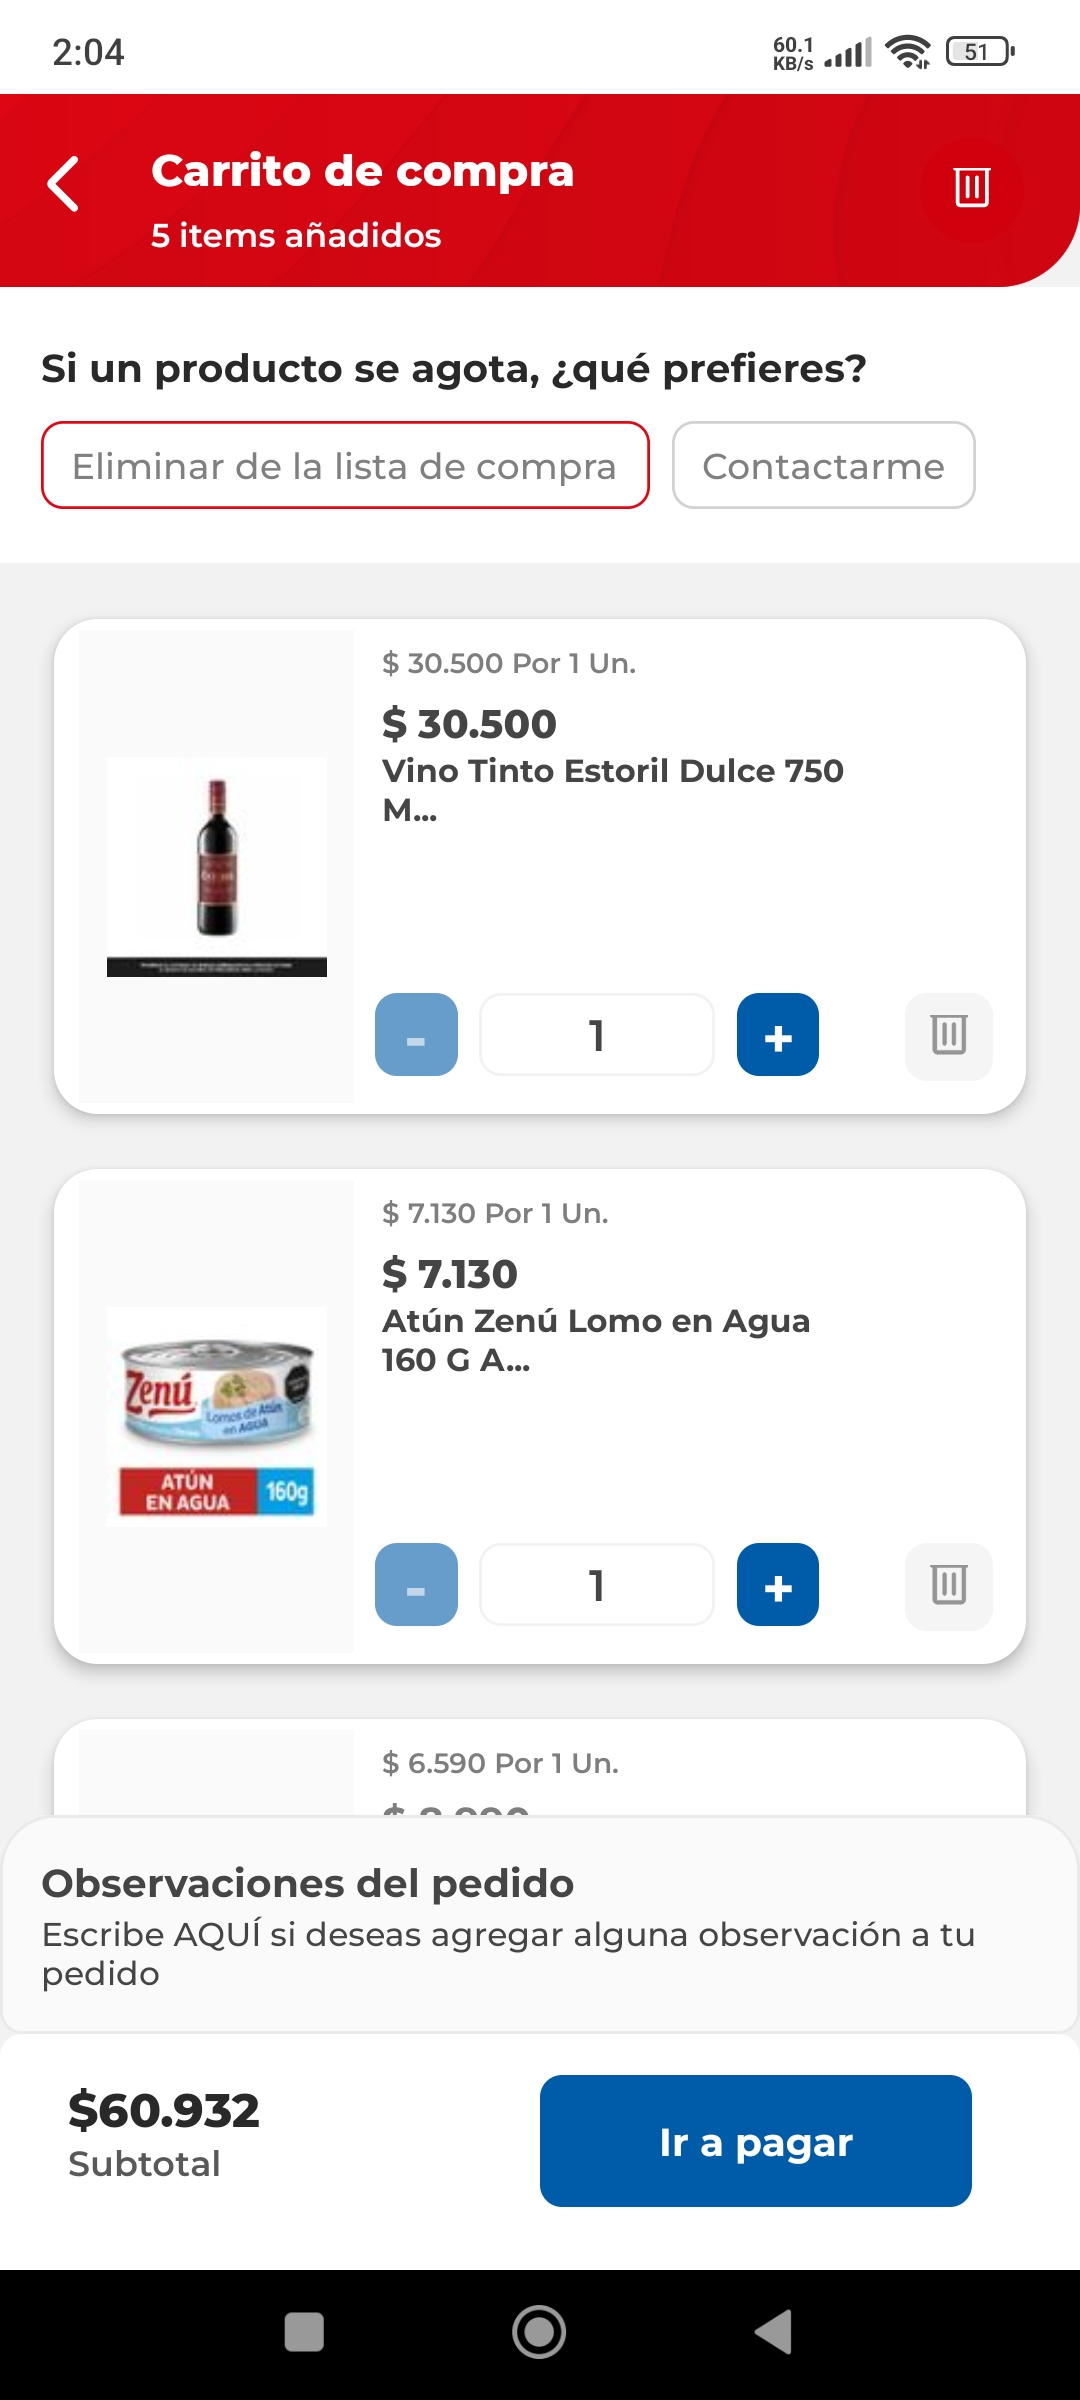 2:04
60.1
KB/s
51
Carrito de compra
5 items añadidos
Si un producto se agota, ¿qué prefieres?
Eliminar de la lista de compra
Contactarme
$ 30.500 Por 1 Un.
$ 30.500
Vino Tinto Estoril Dulce 750
M...
-
1
+
$ 7.130 Por 1 Un.
$ 7.130
Atún Zenú Lomo en Agua
160 G A...
Zenú
Lomos de Atún
en AGUA
ATÚN
EN AGUA
160g
-
1
+
$ 6.590 Por 1 Un.
Observaciones del pedido
Escribe AQUÍ si deseas agregar alguna observación a tu
pedido
$60.932
Subtotal
Ir a pagar